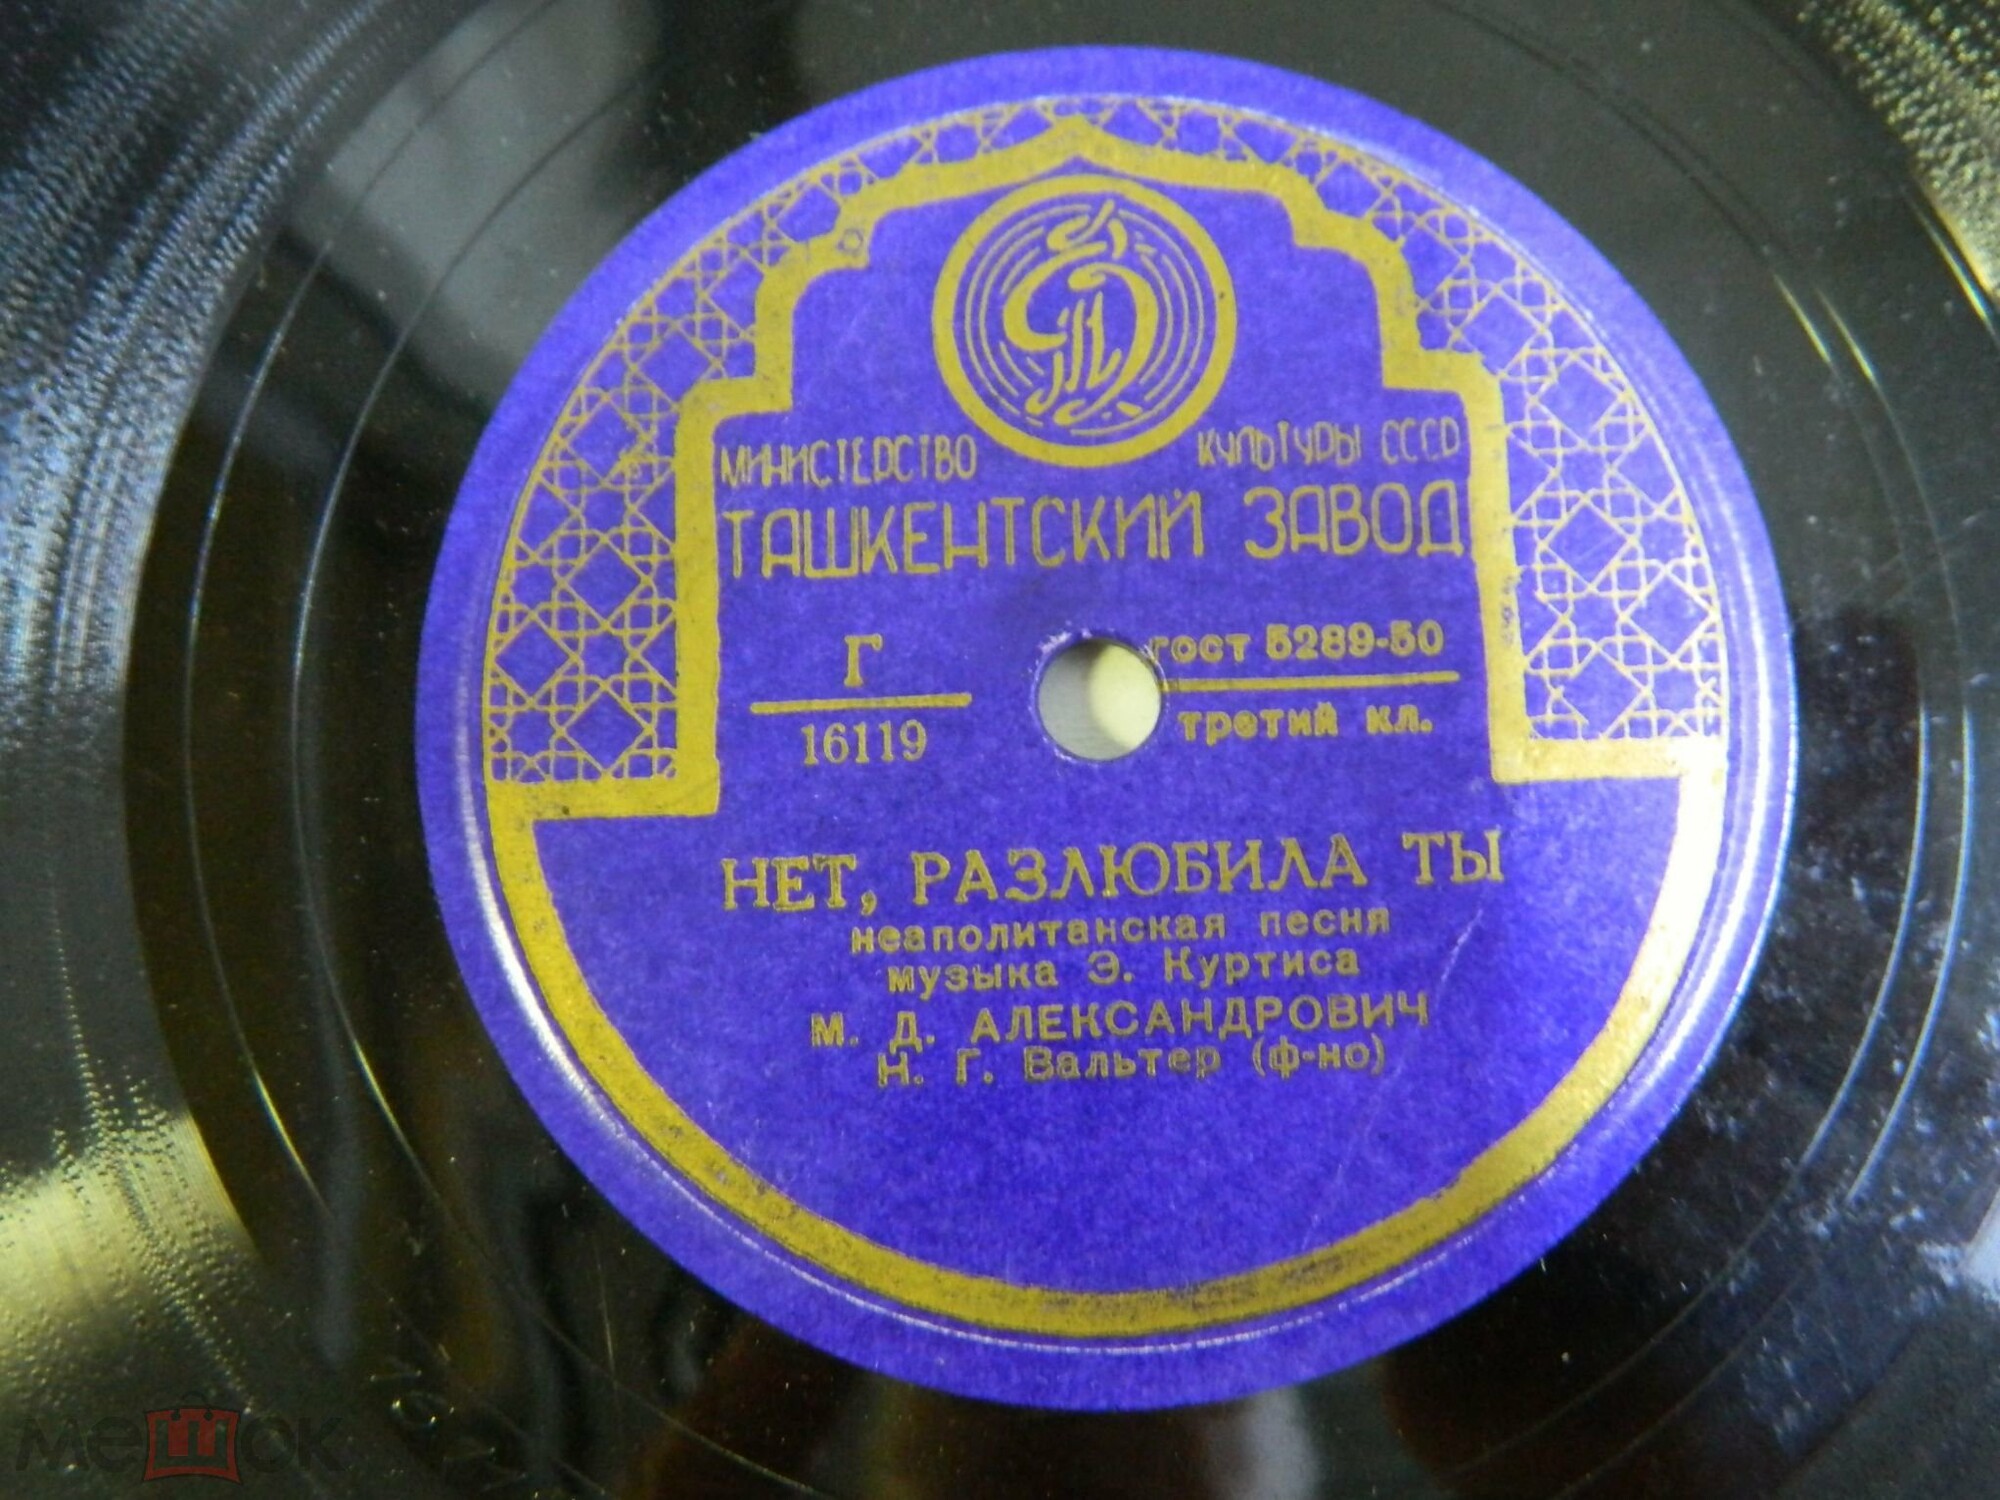 МИНИСТЕРСТВО КУЛЬТУРЫ СССР
ТАШКЕНТСКИЙ ЗАВОД
Г
16119
ГОСТ 5289-50
третий кл.
НЕТ, РАЗЛЮБИЛА ТЫ
неаполитанская песня
музыка Э. Куртиса
М. Д. АЛЕКСАНДРОВИЧ
Н. Г. Вальтер (ф-но)
мешок